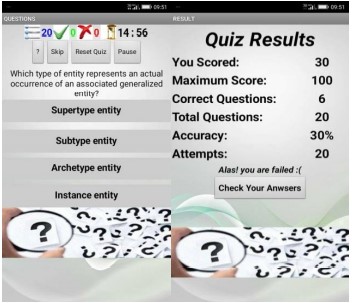 09:51
QUESTIONS
20 0 0 14:56
? Skip Reset Quiz Pause
Which type of entity represents an actual
occurrence of an associated generalized
entity?
Supertype entity
Subtype entity
Archetype entity
Instance entity
?
09:51
RESULT
Quiz Results
You Scored: 30
Maximum Score: 100
Correct Questions: 6
Total Questions: 20
Accuracy: 30%
Attempts: 20
Alas! you are failed :(
Check Your Anwsers
?